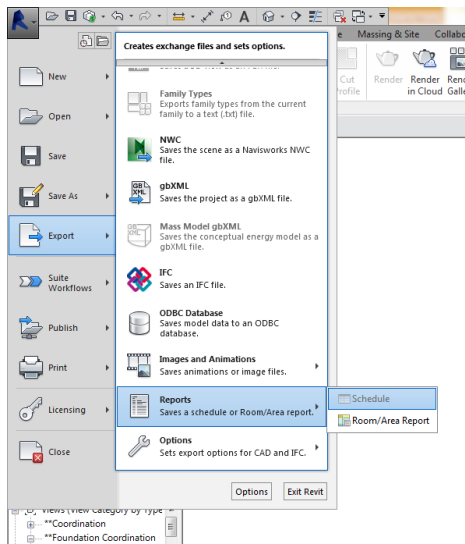 Massing & Site
Creates exchange files and sets options.
New
Open
Save
Save As
Export
Suite
Workflows
Publish
Print
Licensing
Close
Family Types
Exports family types from the current
family to a text (.txt) file.
NWC
Saves the scene as a Navisworks NWC
file.
gbXML
Saves the project as a gbXML file.
Mass Model gbXML
Saves the conceptual energy model as a
gbXML file.
IFC
Saves an IFC file.
ODBC Database
Saves model data to an ODBC
database.
Images and Animations
Saves animations or image files.
Reports
Saves a schedule or Room/Area report.
Options
Sets export options for CAD and IFC.
Schedule
Room/Area Report
Cut
Render
Render
in Cloud
Options
Exit Revit
Views (View Category by Type
**Coordination
**Foundation Coordination